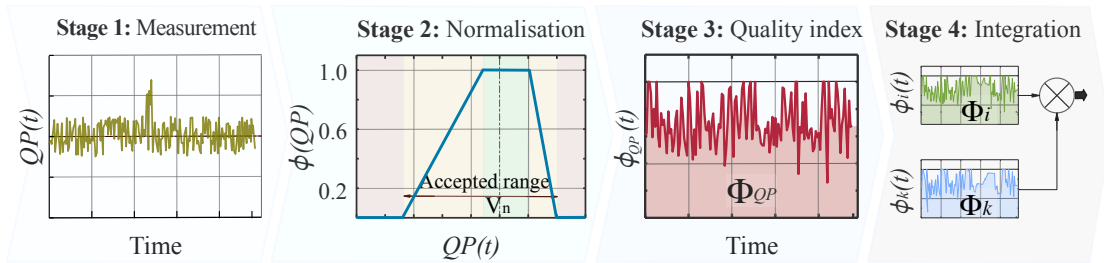 Stage 1: Measurement
QP(t)
Time
Stage 2: Normalisation
ϕ(QP)
1.0
0.6
0.2
Accepted range
Vn
QP(t)
Stage 3: Quality index
ϕQP(t)
ΦQP
Time
Stage 4: Integration
ϕi(t)
Φi
ϕk(t)
Φk